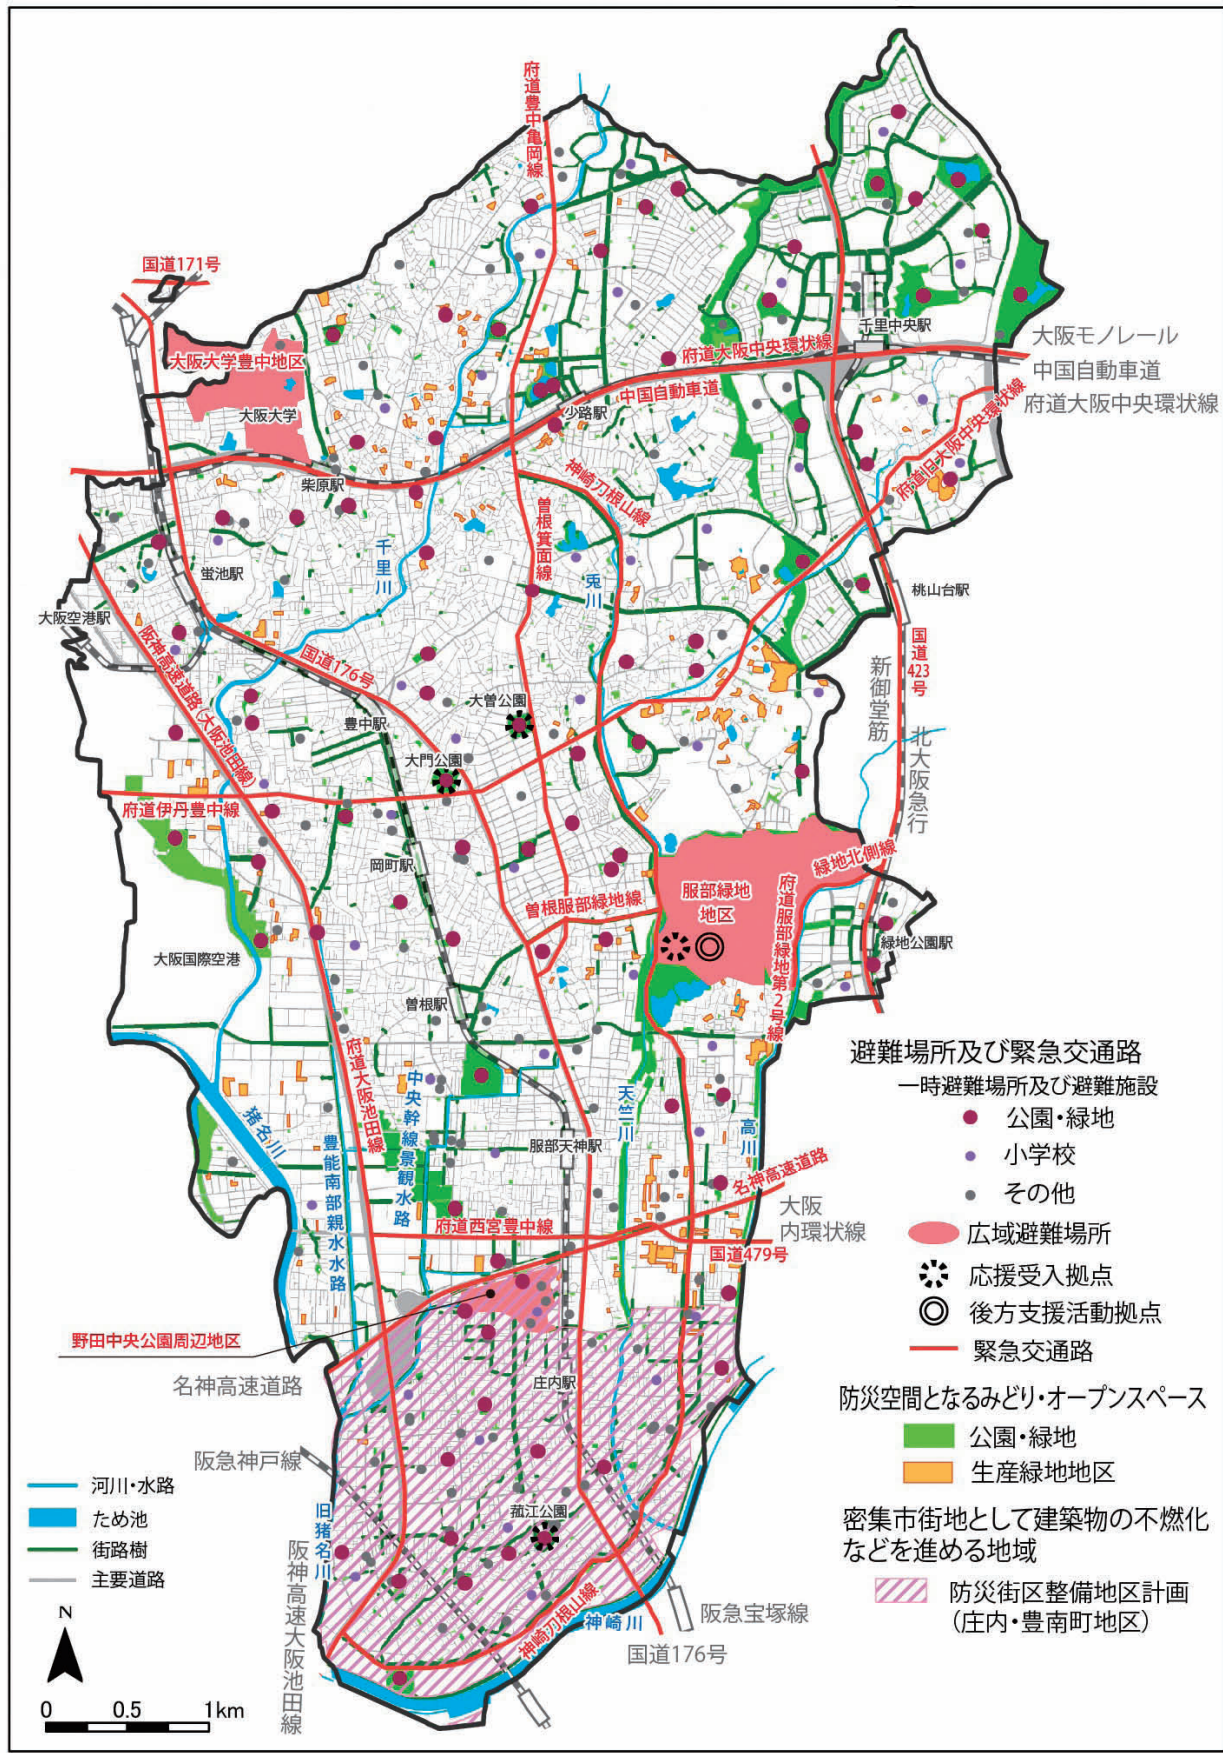 府道豊中亀岡線
国道171号
大阪大学豊中地区
大阪大学
千里中央駅
大阪モノレール
中国自動車道
府道大阪中央環状線
府道大阪中央環状線
中国自動車道
少路駅
府道旧大阪中央環状線
柴原駅
神崎刀根山線
曽根箕面線
千里川
兎川
蛍池駅
桃山台駅
大阪空港駅
阪神高速道路(大阪池田線)
国道176号
国道423号
新御堂筋
北大阪急行
大曽公園
豊中駅
大門公園
府道伊丹豊中線
岡町駅
緑地北側線
服部緑地
地区
曽根服部緑地線
府道服部緑地第2号線
緑地公園駅
大阪国際空港
曽根駅
府道大阪池田線
中央幹線景観水路
天竺川
高川
猪名川
豊能南部親水水路
服部天神駅
名神高速道路
大阪
内環状線
府道西宮豊中線
国道479号
野田中央公園周辺地区
名神高速道路
庄内駅
阪急神戸線
菰江公園
旧猪名川
阪神高速大阪池田線
神崎刀根山線
神崎川
阪急宝塚線
国道176号
避難場所及び緊急交通路
一時避難場所及び避難施設
公園・緑地
小学校
その他
広域避難場所
応援受入拠点
後方支援活動拠点
緊急交通路
防災空間となるみどり・オープンスペース
公園・緑地
生産緑地地区
密集市街地として建築物の不燃化
などを進める地域
防災街区整備地区計画
(庄内・豊南町地区)
河川・水路
ため池
街路樹
主要道路
N
0 0.5 1km